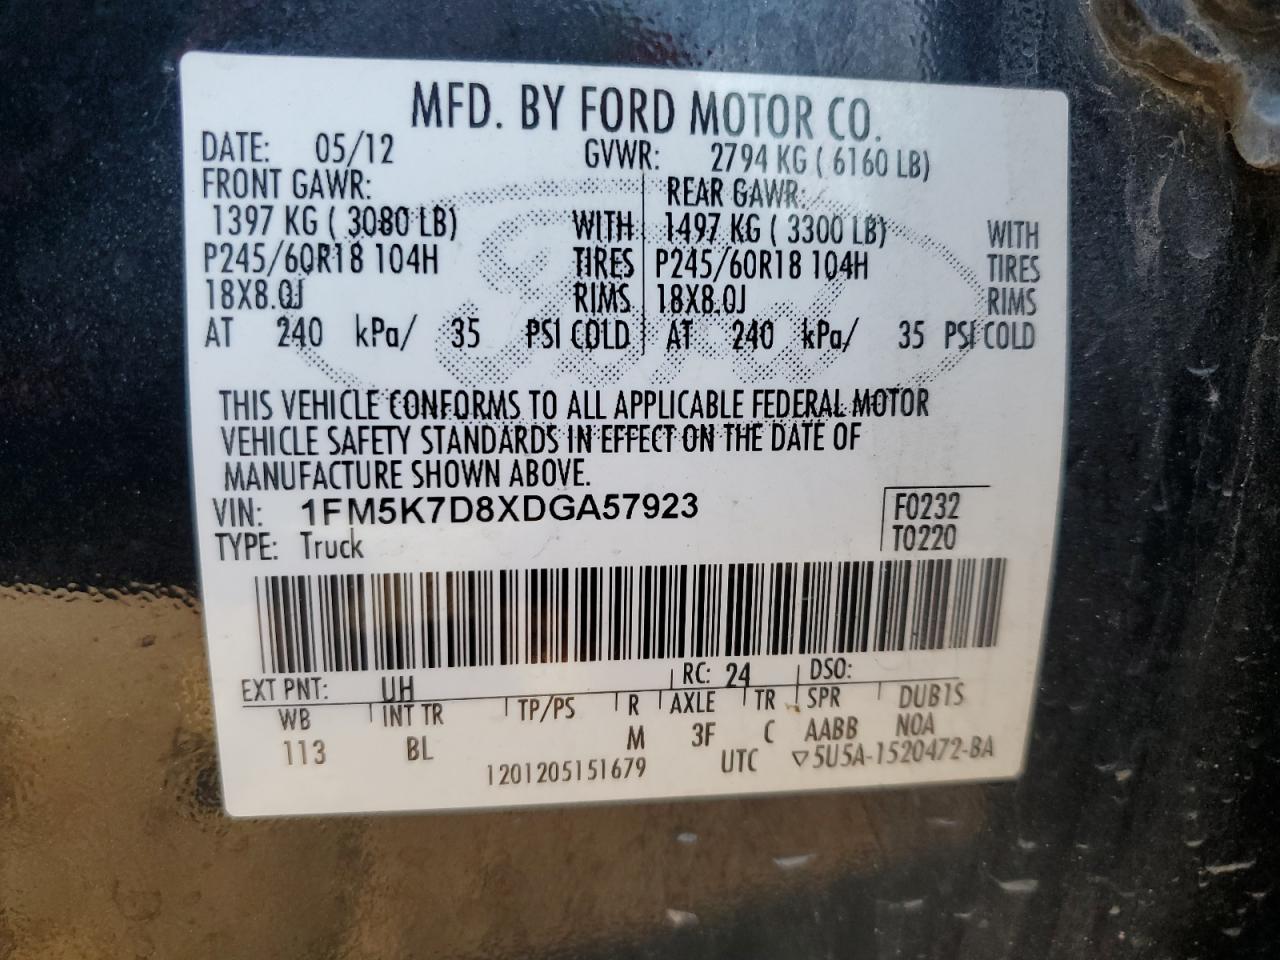 MFD. BY FORD MOTOR CO.
DATE: 05/12 GVWR: 2794 KG ( 6160 LB)
FRONT GAWR: REAR GAWR:
1397 KG ( 3080 LB) WITH 1497 KG ( 3300 LB) WITH
P245/60R18 104H TIRES P245/60R18 104H TIRES
18X8.0J RIMS 18X8.0J RIMS
AT 240 kPa/ 35 PSI COLD AT 240 kPa/ 35 PSI COLD
THIS VEHICLE CONFORMS TO ALL APPLICABLE FEDERAL MOTOR
VEHICLE SAFETY STANDARDS IN EFFECT ON THE DATE OF
MANUFACTURE SHOWN ABOVE.
VIN: 1FM5K7D8XDGA57923 F0232
TYPE: Truck T0220
EXT PNT: UH RC: 24 DSO:
WB INT TR TP/PS R AXLE TR SPR DUB1S
113 BL M 3F C AABB NOA
1201205151679 UTC ▽5U5A-1520472-BA